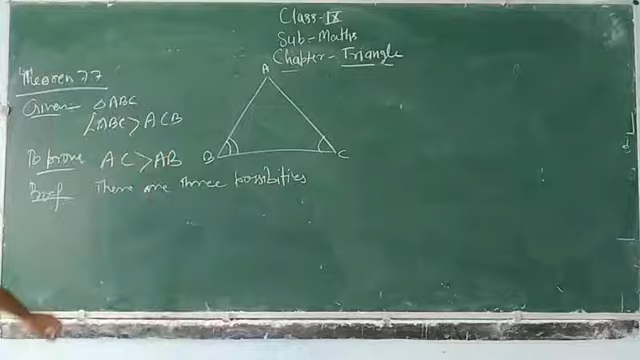 Class-IX
Sub-Maths
Chapter-Triangle
Theorem 7.7
Given- △ABC
∠ABC > ACB
To prove AC > AB
Proof There are three possibities
A
B
C